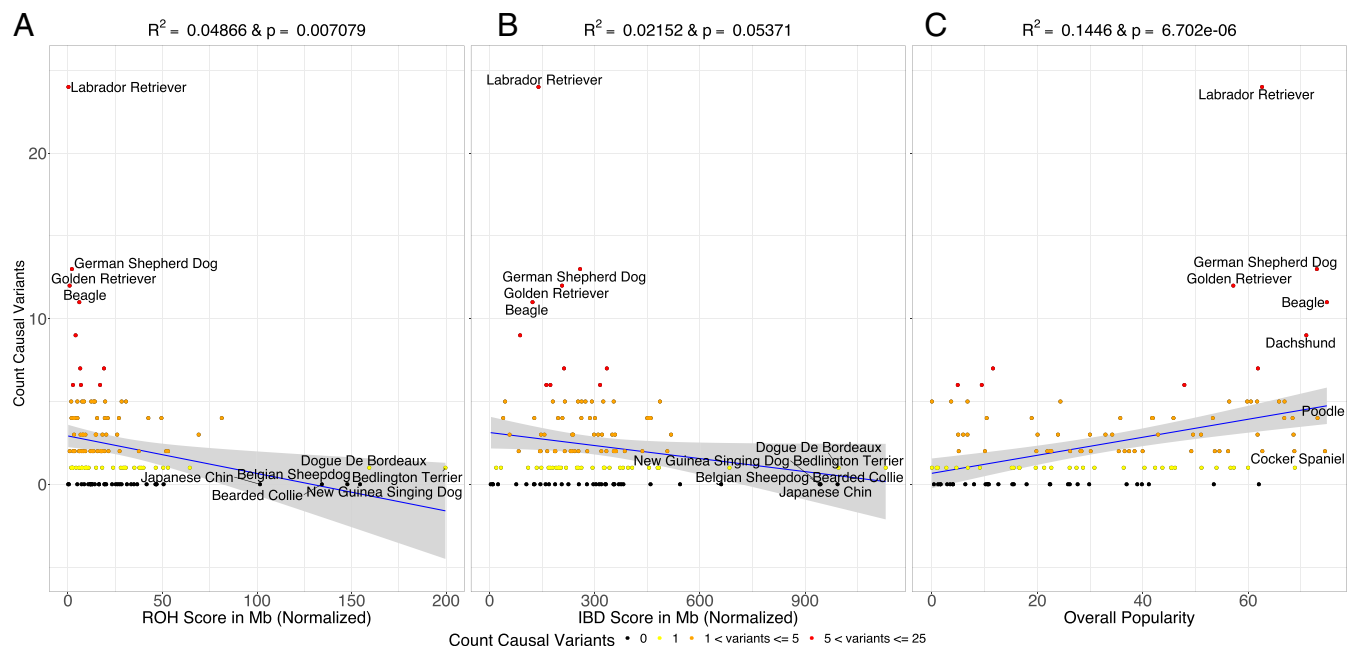 A
R2 = 0.04866 & p = 0.007079
B
R2 = 0.02152 & p = 0.05371
C
R2 = 0.1446 & p = 6.702e-06
Count Causal Variants
20
10
0
Labrador Retriever
German Shepherd Dog
Golden Retriever
Beagle
Dogue De Bordeaux
Japanese Chin
Belgian Sheepdog
Bedlington Terrier
Bearded Collie
New Guinea Singing Dog
0
50
100
150
200
ROH Score in Mb (Normalized)
Labrador Retriever
German Shepherd Dog
Golden Retriever
Beagle
Dogue De Bordeaux
New Guinea Singing Dog
Bedlington Terrier
Belgian Sheepdog
Bearded Collie
Japanese Chin
0
300
600
900
IBD Score in Mb (Normalized)
Labrador Retriever
German Shepherd Dog
Golden Retriever
Beagle
Dachshund
Poodle
Cocker Spaniel
0
20
40
60
Overall Popularity
Count Causal Variants 0 1 1 < variants <= 5 5 < variants <= 25